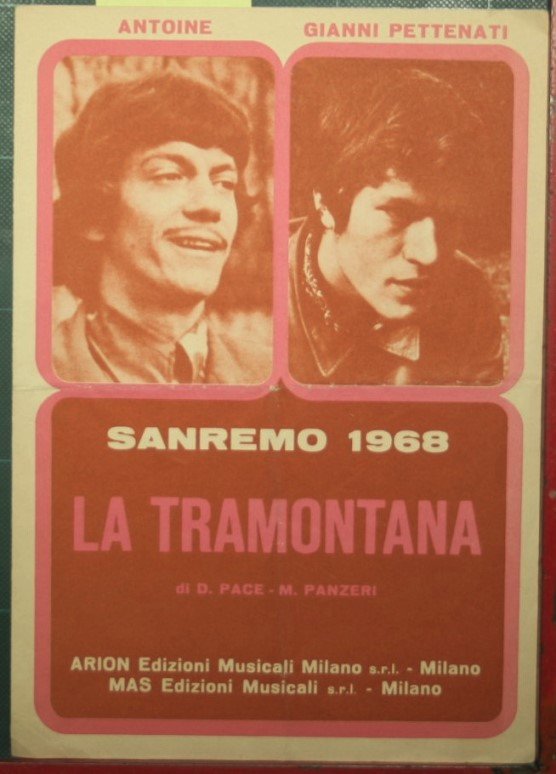 ANTOINE
GIANNI PETTENATI
SANREMO 1968
LA TRAMONTANA
di D. PACE - M. PANZERI
ARION Edizioni Musicali Milano s.r.l. - Milano
MAS Edizioni Musicali s.r.l. - Milano